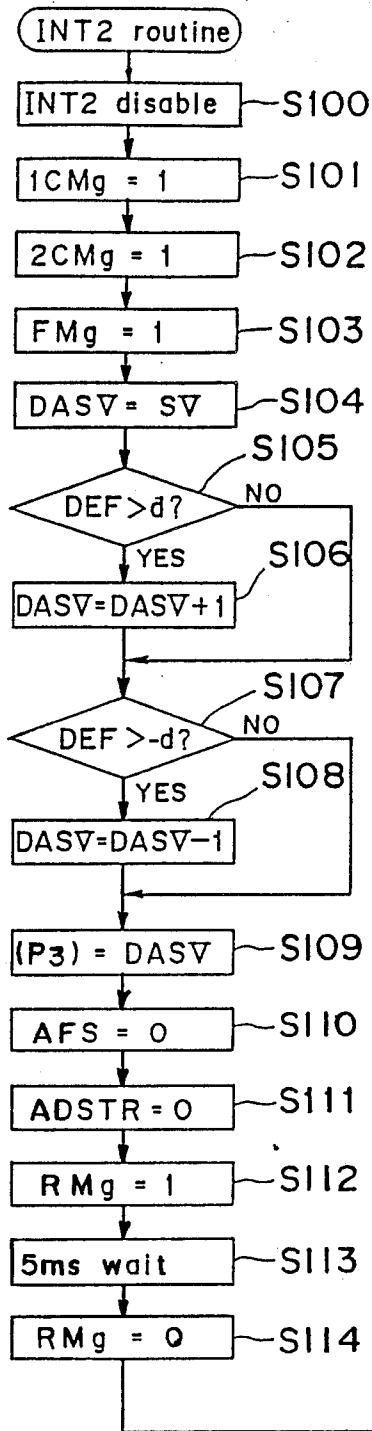 INT2 routine
INT2 disable S100
1CMg = 1 S101
2CMg = 1 S102
FMg = 1 S103
DASV = SV S104
S105
DEF>d? NO
YES S106
DASV=DASV+1
S107
DEF>-d? NO
YES S108
DASV=DASV-1
(P3) = DASV S109
AFS = 0 S110
ADSTR=0 S111
RMg = 1 S112
5ms wait S113
RMg = 0 S114